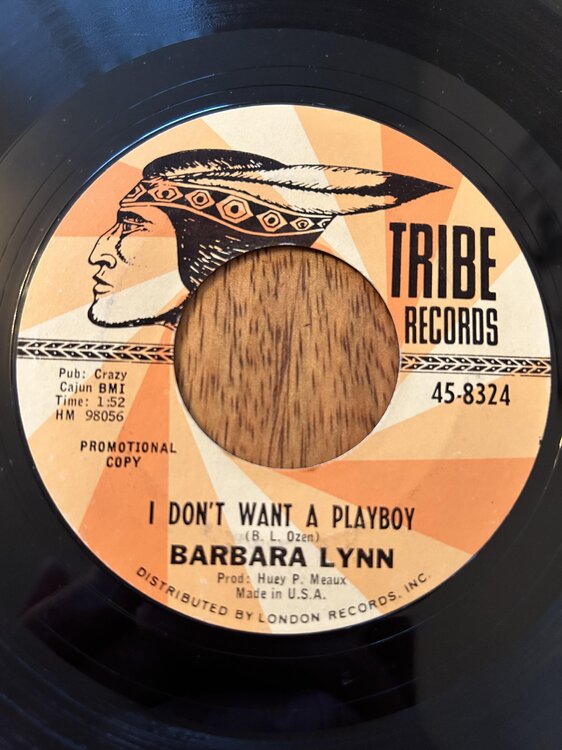 TRIBE
RECORDS
Pub: Crazy
Cajun BMI
Time: 1:52
HM 98056
45-8324
PROMOTIONAL
COPY
I DON'T WANT A PLAYBOY
(B. L. Ozen)
BARBARA LYNN
Prod: Huey P. Meaux
Made in U.S.A.
DISTRIBUTED BY LONDON RECORDS, INC.